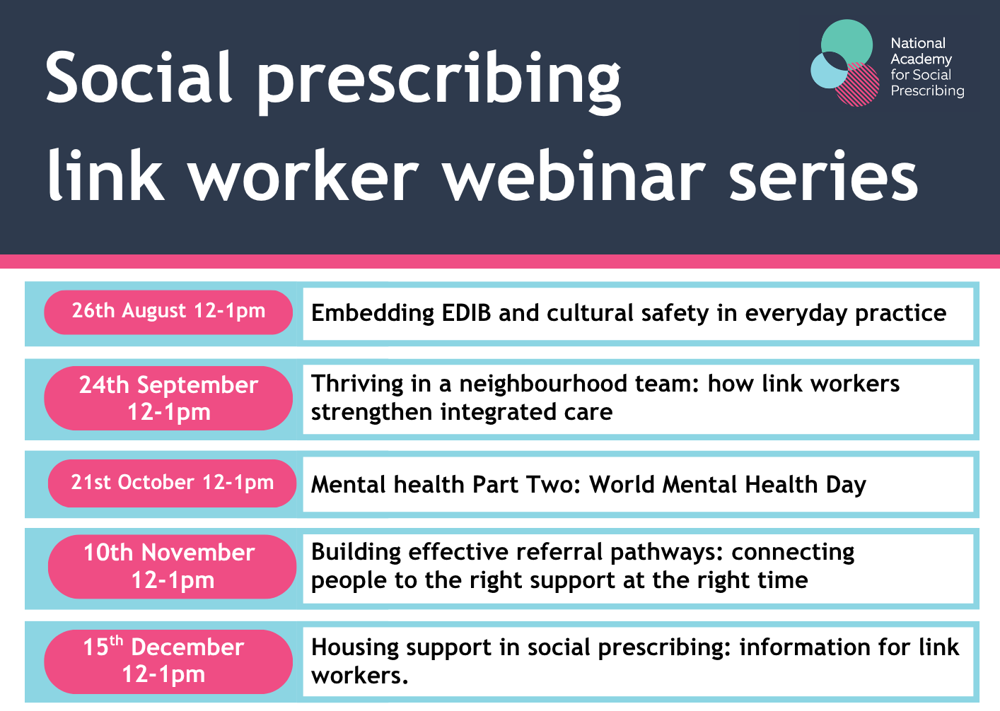 Social prescribing
link worker webinar series
National
Academy
for Social
Prescribing
26th August 12-1pm
Embedding EDIB and cultural safety in everyday practice
24th September
12-1pm
Thriving in a neighbourhood team: how link workers
strengthen integrated care
21st October 12-1pm
Mental health Part Two: World Mental Health Day
10th November
12-1pm
Building effective referral pathways: connecting
people to the right support at the right time
15th December
12-1pm
Housing support in social prescribing: information for link
workers.